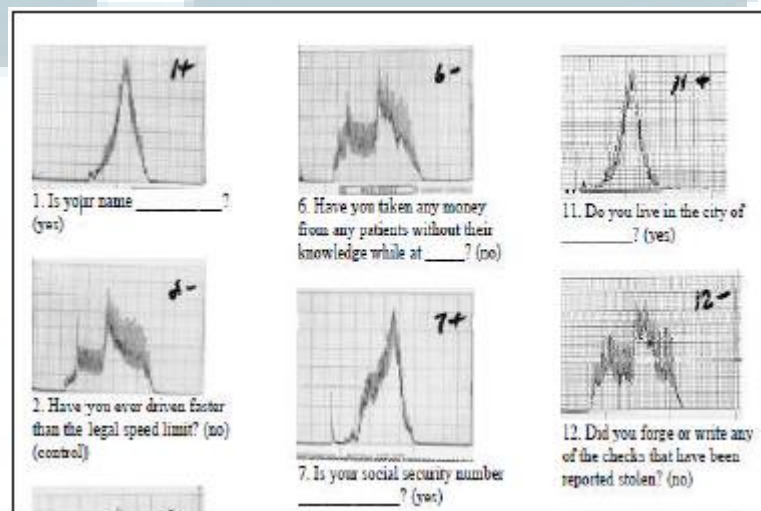 1+
1. Is your name __________?
(yes)
2-
2. Have you ever driven faster
than the legal speed limit? (no)
(control)
6-
6. Have you taken any money
from any patients without their
knowledge while at _____? (no)
7+
7. Is your social security number
_____________? (yes)
11+
11. Do you live in the city of
________? (yes)
12-
12. Did you forge or write any
of the checks that have been
reported stolen? (no)